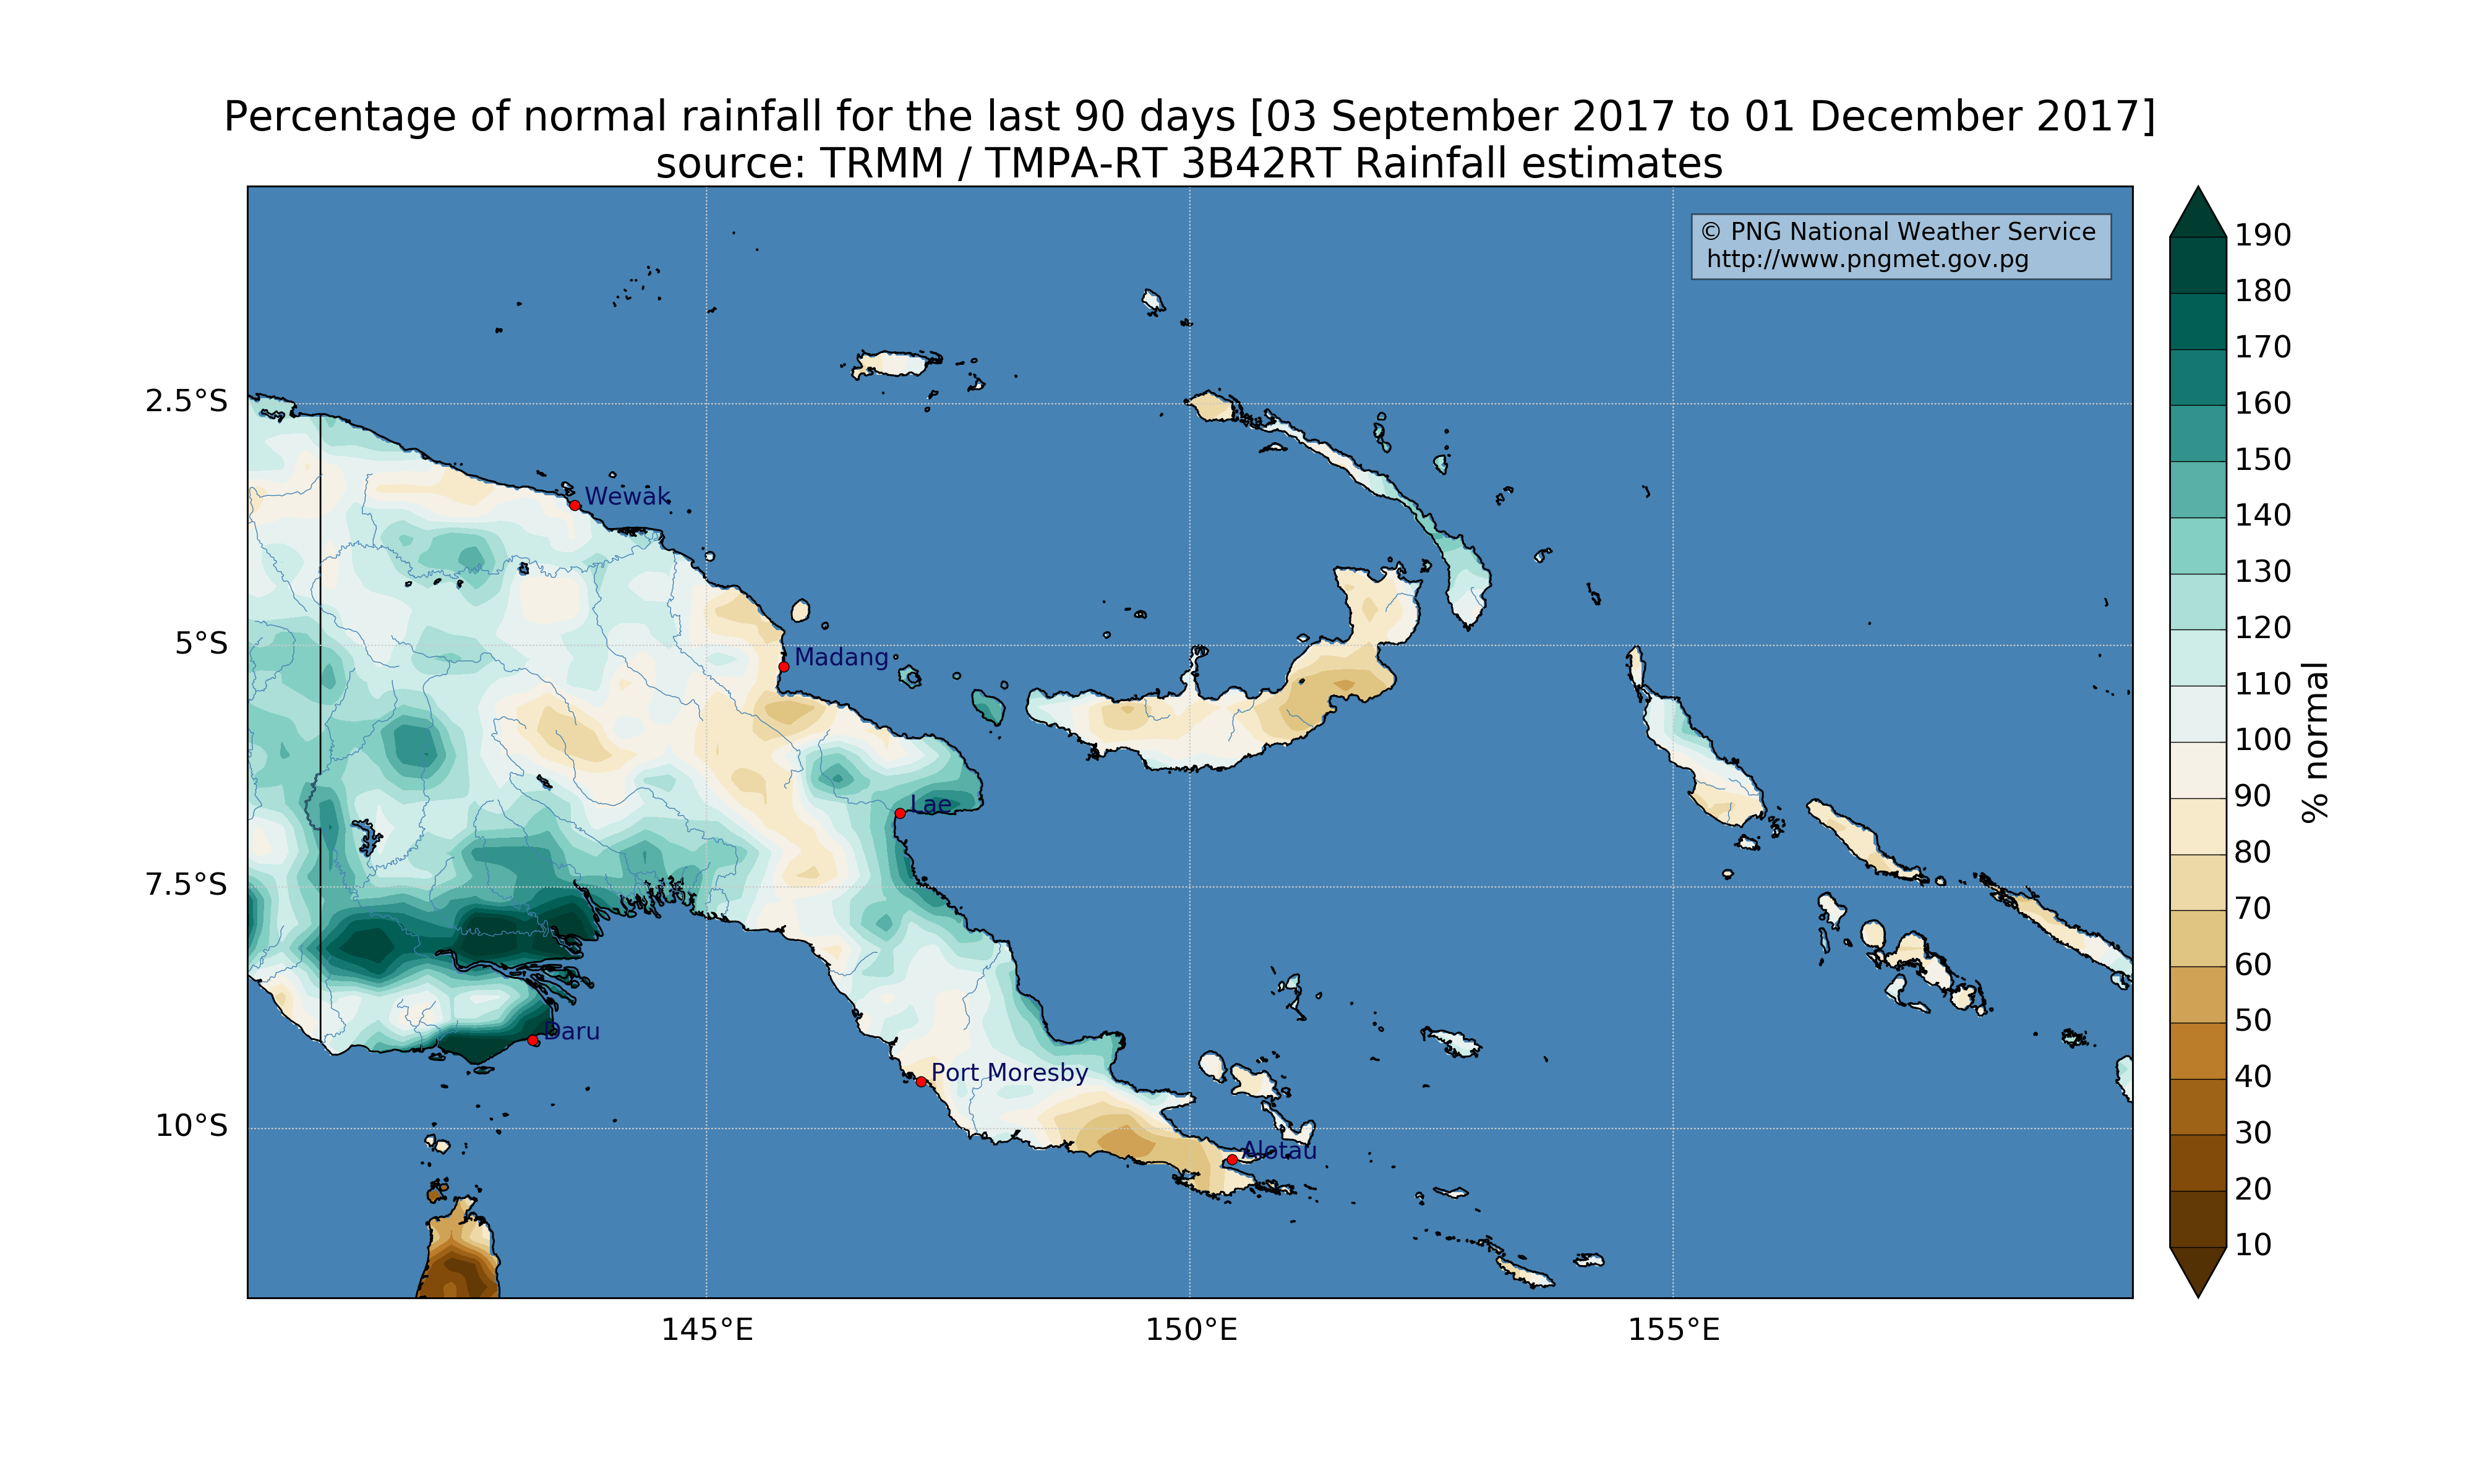 Percentage of normal rainfall for the last 90 days [03 September 2017 to 01 December 2017]
source: TRMM / TMPA-RT 3B42RT Rainfall estimates
© PNG National Weather Service
http://www.pngmet.gov.pg
2.5°S
5°S
7.5°S
10°S
Wewak
Madang
Lae
Daru
Port Moresby
Alotau
145°E
150°E
155°E
190
180
170
160
150
140
130
120
110
100
90
80
70
60
50
40
30
20
10
% normal